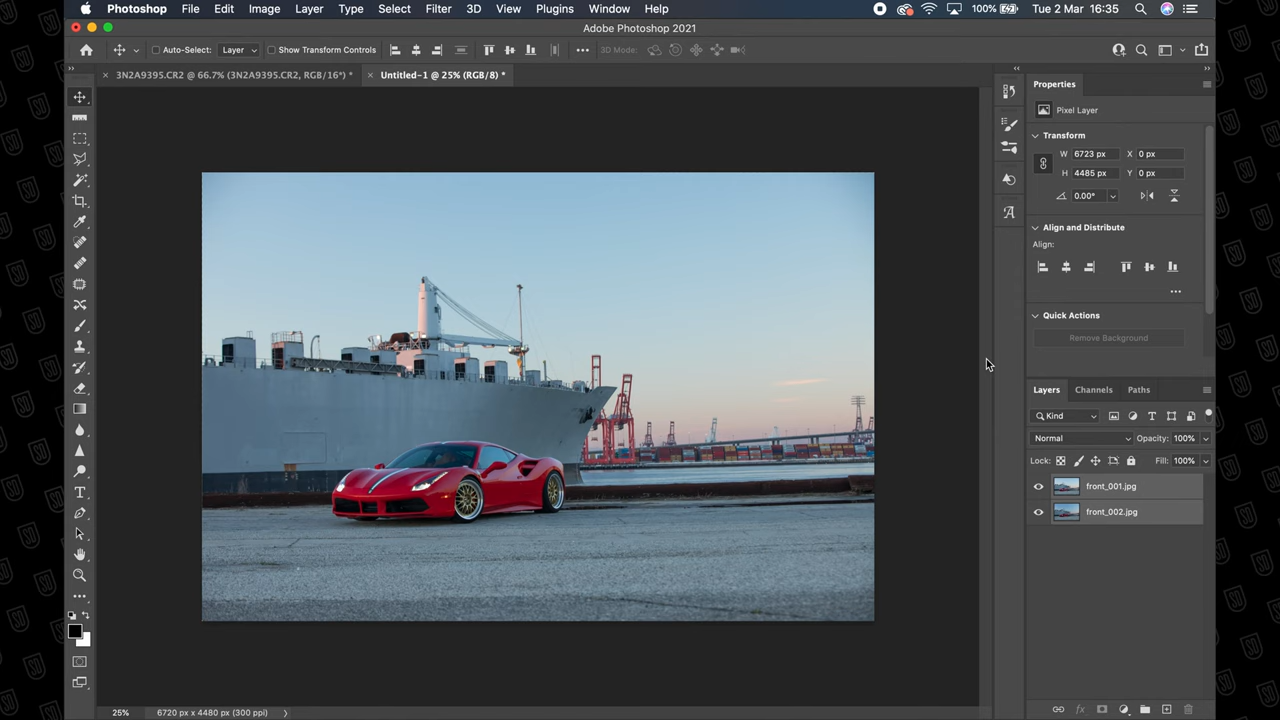 Photoshop File Edit Image Layer Type Select Filter 3D View Plugins Window Help 100% Tue 2 Mar 16:35
Adobe Photoshop 2021
Auto-Select: Layer Show Transform Controls 3D Mode:
3N2A9395.CR2 @ 66.7% (3N2A9395.CR2, RGB/16*) * Untitled-1 @ 25% (RGB/8) *
Properties
Pixel Layer
Transform
W 6723 px X 0 px
H 4485 px Y 0 px
0.00°
Align and Distribute
Align:
Quick Actions
Remove Background
Layers Channels Paths
Kind
Normal Opacity: 100%
Lock: Fill: 100%
front_001.jpg
front_002.jpg
25% 6720 px x 4480 px (300 ppi)